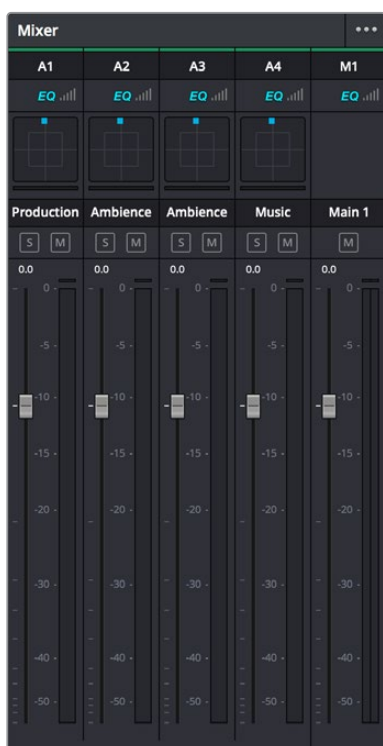 Mixer •••
A1 A2 A3 A4 M1
EQ EQ EQ EQ EQ
Production Ambience Ambience Music Main 1
S M S M S M S M M
0.0 0.0 0.0 0.0 0.0
0 0 0 0 0
-5 -5 -5 -5 -5
-10 -10 -10 -10 -10
-15 -15 -15 -15 -15
-20 -20 -20 -20 -20
-30 -30 -30 -30 -30
-40 -40 -40 -40 -40
-50 -50 -50 -50 -50